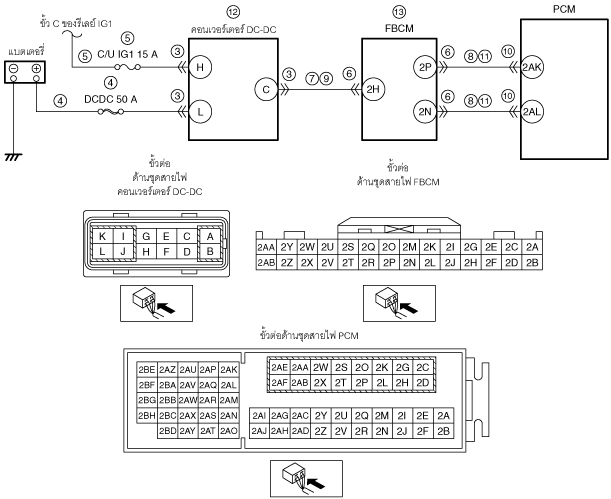 ขั้ว C ของรีเลย์ IG1
แบตเตอรี่
⑤ ⑤ C/U IG1 15 A ③
④ ④ DCDC 50 A ③
⑫
คอนเวอร์เตอร์ DC-DC
H
L
C
③ ⑦ ⑨ ⑥
⑬
FBCM
2H
2P
2N
⑥ ⑧ ⑪ ⑩
⑥ ⑧ ⑪ ⑩
PCM
2AK
2AL
ขั้วต่อ
ด้านชุดสายไฟ
คอนเวอร์เตอร์ DC-DC
K I G E C A
L J H F D B
ขั้วต่อ
ด้านชุดสายไฟ FBCM
2AA 2Y 2W 2U 2S 2Q 2O 2M 2K 2I 2G 2E 2C 2A
2AB 2Z 2X 2V 2T 2R 2P 2N 2L 2J 2H 2F 2D 2B
ขั้วต่อด้านชุดสายไฟ PCM
2BE 2AZ 2AU 2AP 2AK
2BF 2BA 2AV 2AQ 2AL
2BG 2BB 2AW 2AR 2AM
2BH 2BC 2AX 2AS 2AN
2BD 2AY 2AT 2AO
2AE 2AA 2W 2S 2O 2K 2G 2C
2AF 2AB 2X 2T 2P 2L 2H 2D
2AI 2AG 2AC 2Y 2U 2Q 2M 2I 2E 2A
2AJ 2AH 2AD 2Z 2V 2R 2N 2J 2F 2B